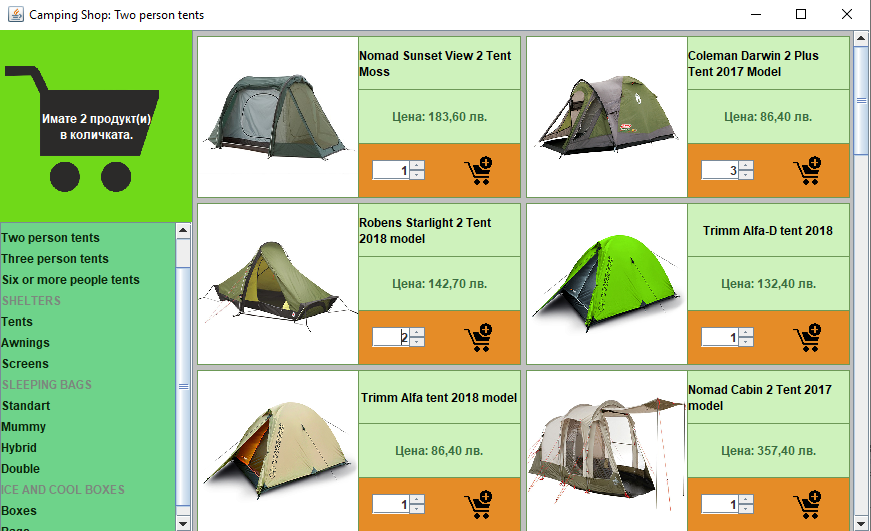 Camping Shop: Two person tents
Имате 2 продукт(и)
в количката.
Two person tents
Three person tents
Six or more people tents
SHELTERS
Tents
Awnings
Screens
SLEEPING BAGS
Standart
Mummy
Hybrid
Double
ICE AND COOL BOXES
Boxes
Nomad Sunset View 2 Tent
Moss
Цена: 183,60 лв.
1
Coleman Darwin 2 Plus
Tent 2017 Model
Цена: 86,40 лв.
3
Robens Starlight 2 Tent
2018 model
Цена: 142,70 лв.
2
Trimm Alfa-D tent 2018
Цена: 132,40 лв.
1
Trimm Alfa tent 2018 model
Цена: 86,40 лв.
1
Nomad Cabin 2 Tent 2017
model
Цена: 357,40 лв.
1